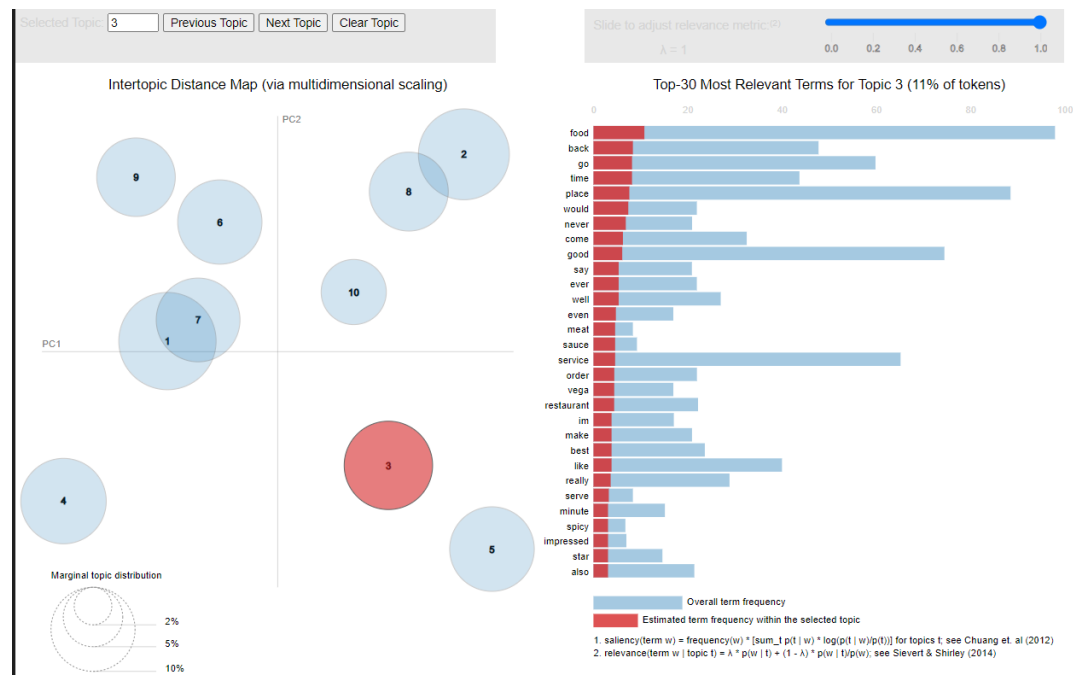 Selected Topic: 3 Previous Topic Next Topic Clear Topic
Slide to adjust relevance metric:(2)
λ = 1
0.0 0.2 0.4 0.6 0.8 1.0
Intertopic Distance Map (via multidimensional scaling)
PC2
PC1
2
9
8
6
10
7
1
3
4
5
Marginal topic distribution
2%
5%
10%
Top-30 Most Relevant Terms for Topic 3 (11% of tokens)
0 20 40 60 80 100
food
back
go
time
place
would
never
come
good
say
ever
well
even
meat
sauce
service
order
vega
restaurant
im
make
best
like
really
serve
minute
spicy
impressed
star
also
Overall term frequency
Estimated term frequency within the selected topic
1. saliency(term w) = frequency(w) * [sum_t p(t | w) * log(p(t | w)/p(t))] for topics t; see Chuang et. al (2012)
2. relevance(term w | topic t) = λ * p(w | t) + (1 - λ) * p(w | t)/p(w); see Sievert & Shirley (2014)